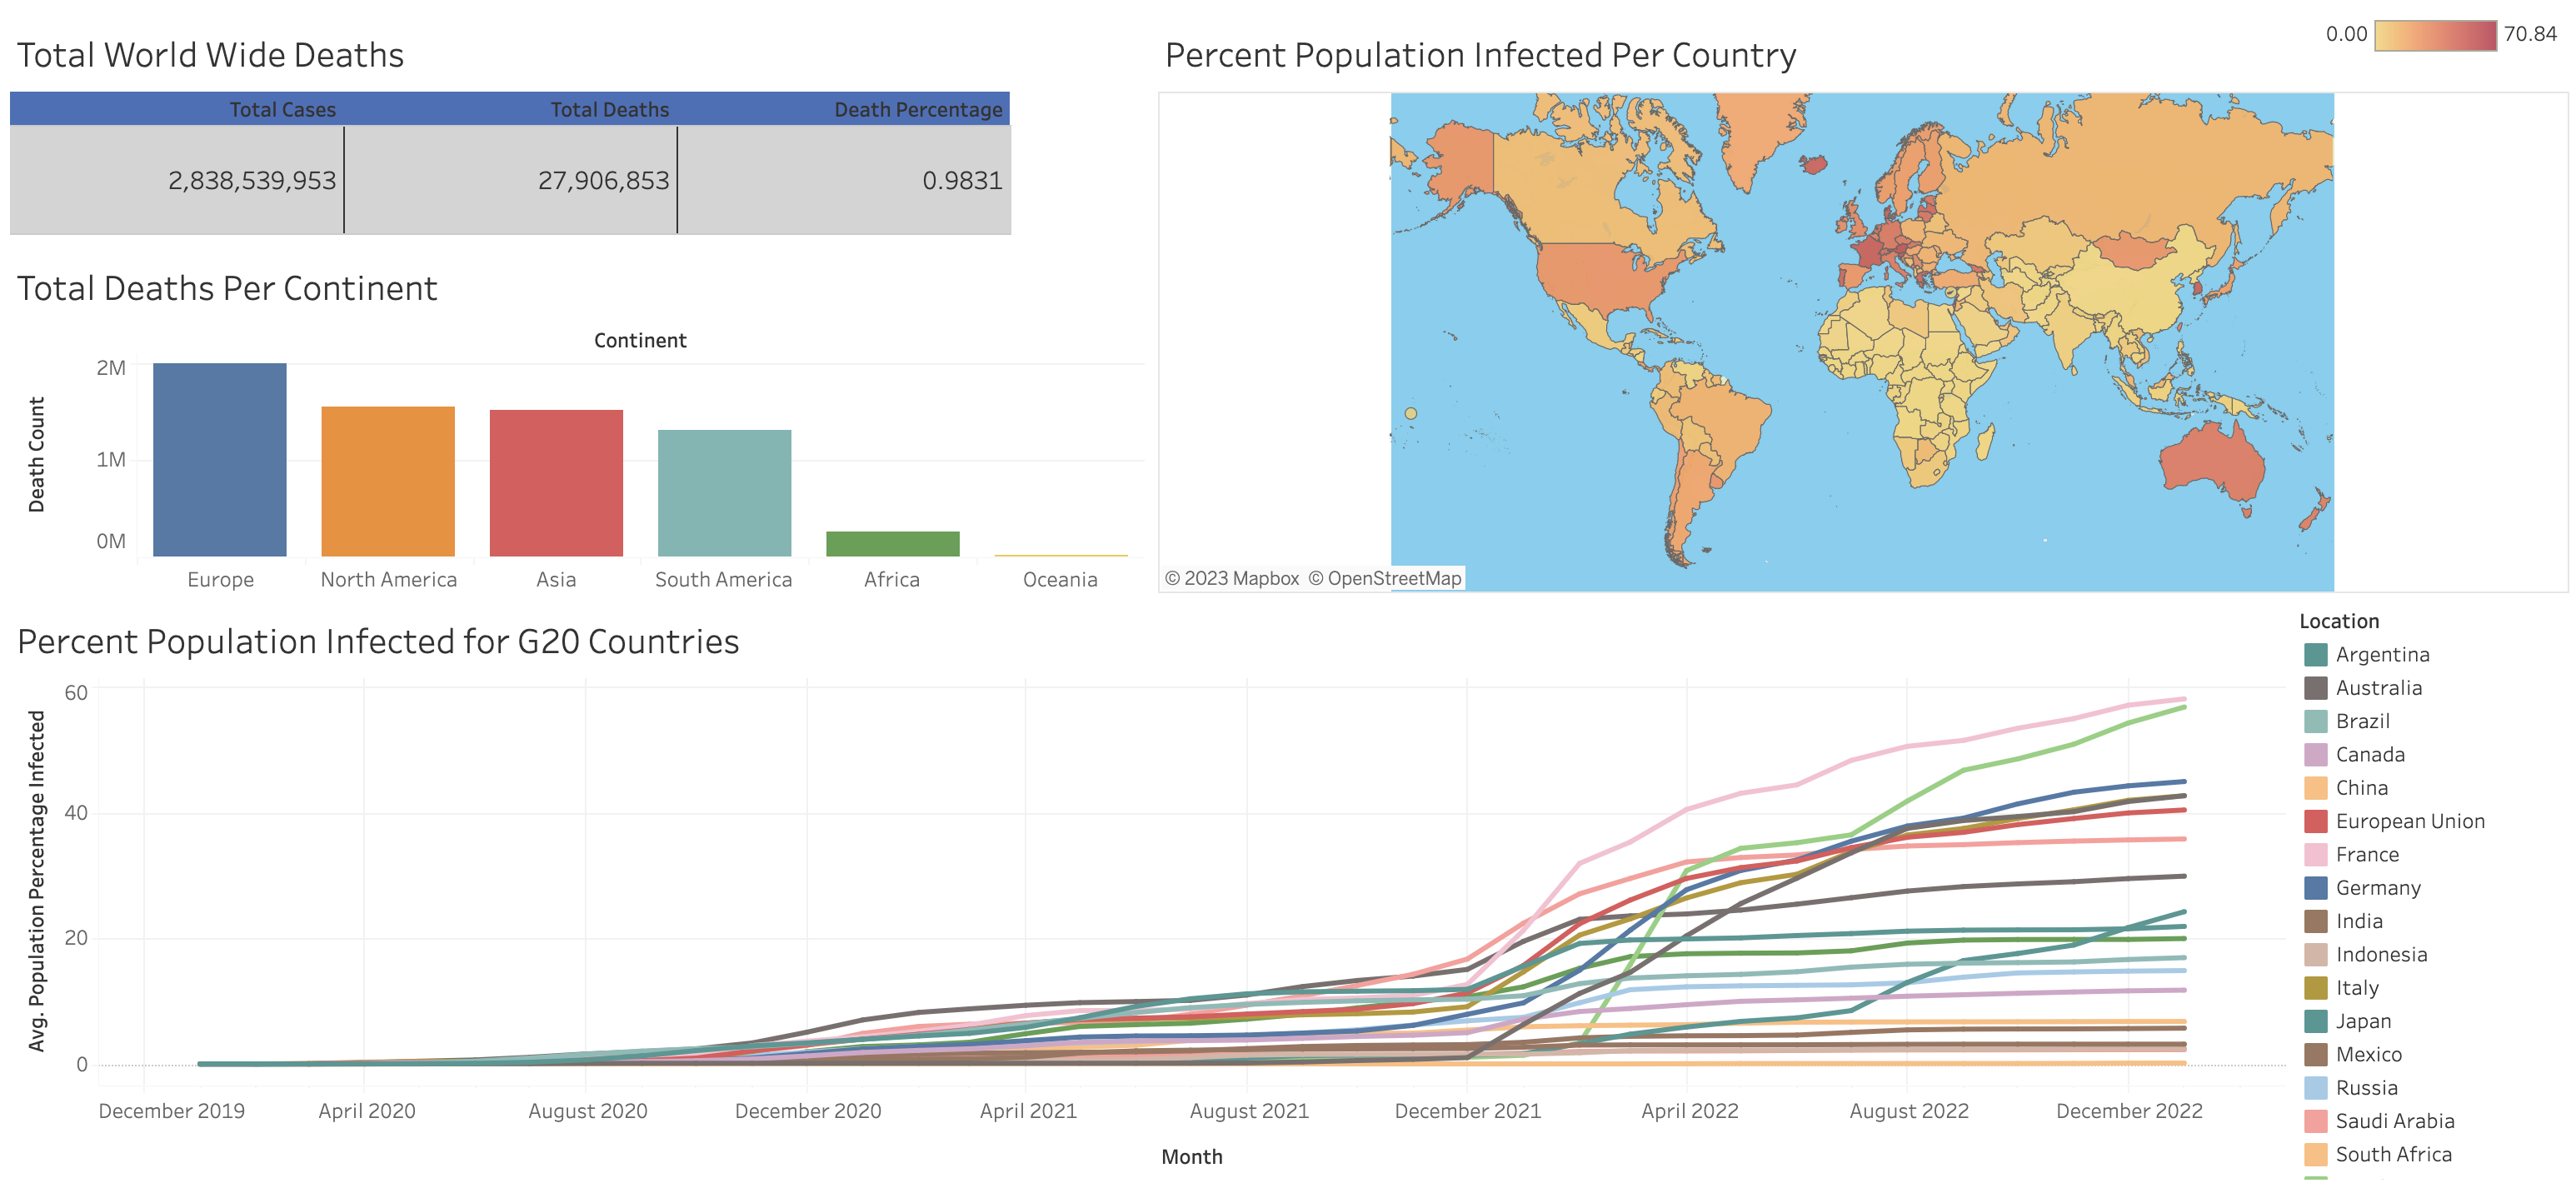 Total World Wide Deaths
Total Cases Total Deaths Death Percentage
2,838,539,953 27,906,853 0.9831
Total Deaths Per Continent
Continent
Death Count
2M
1M
0M
Europe North America Asia South America Africa Oceania
Percent Population Infected Per Country
0.00 70.84
© 2023 Mapbox © OpenStreetMap
Percent Population Infected for G20 Countries
Avg. Population Percentage Infected
60
40
20
0
December 2019 April 2020 August 2020 December 2020 April 2021 August 2021 December 2021 April 2022 August 2022 December 2022
Month
Location
Argentina
Australia
Brazil
Canada
China
European Union
France
Germany
India
Indonesia
Italy
Japan
Mexico
Russia
Saudi Arabia
South Africa